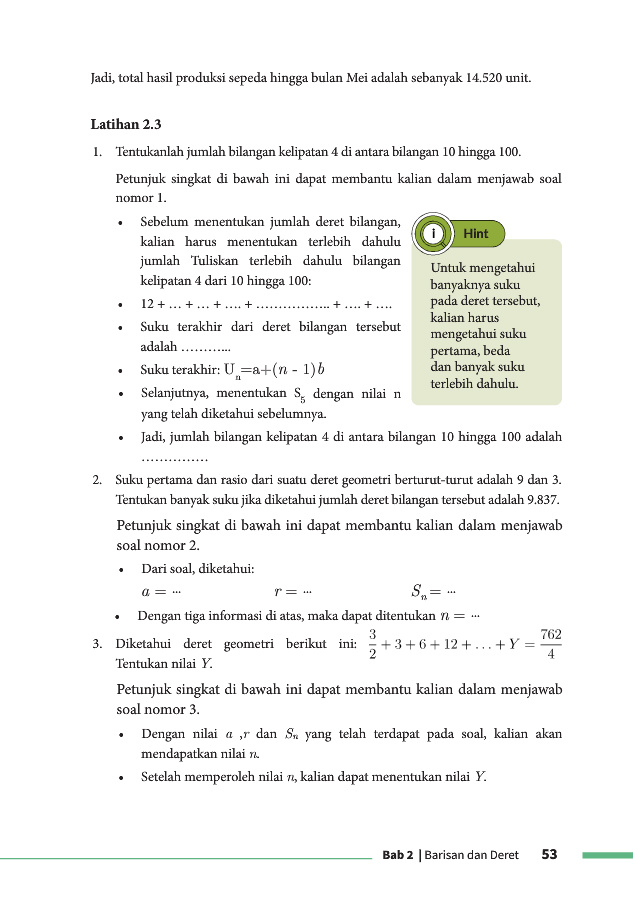 Jadi, total hasil produksi sepeda hingga bulan Mei adalah sebanyak 14.520 unit.
Latihan 2.3
1. Tentukanlah jumlah bilangan kelipatan 4 di antara bilangan 10 hingga 100.
Petunjuk singkat di bawah ini dapat membantu kalian dalam menjawab soal
nomor 1.
• Sebelum menentukan jumlah deret bilangan,
kalian harus menentukan terlebih dahulu
jumlah Tuliskan terlebih dahulu bilangan
kelipatan 4 dari 10 hingga 100:
• 12 + … + … + …. + …………….. + …. + ….
• Suku terakhir dari deret bilangan tersebut
adalah ………...
• Suku terakhir: Uₙ=a+(n - 1)b
• Selanjutnya, menentukan S₅ dengan nilai n
yang telah diketahui sebelumnya.
i Hint
Untuk mengetahui
banyaknya suku
pada deret tersebut,
kalian harus
mengetahui suku
pertama, beda
dan banyak suku
terlebih dahulu.
• Jadi, jumlah bilangan kelipatan 4 di antara bilangan 10 hingga 100 adalah
……………
2. Suku pertama dan rasio dari suatu deret geometri berturut-turut adalah 9 dan 3.
Tentukan banyak suku jika diketahui jumlah deret bilangan tersebut adalah 9.837.
Petunjuk singkat di bawah ini dapat membantu kalian dalam menjawab
soal nomor 2.
• Dari soal, diketahui:
a = ··· r = ··· Sₙ = ···
• Dengan tiga informasi di atas, maka dapat ditentukan n = ···
3. Diketahui deret geometri berikut ini: 3/2 + 3 + 6 + 12 + . . . + Y = 762/4
Tentukan nilai Y.
Petunjuk singkat di bawah ini dapat membantu kalian dalam menjawab
soal nomor 3.
• Dengan nilai a ,r dan Sₙ yang telah terdapat pada soal, kalian akan
mendapatkan nilai n.
• Setelah memperoleh nilai n, kalian dapat menentukan nilai Y.
Bab 2 | Barisan dan Deret 53